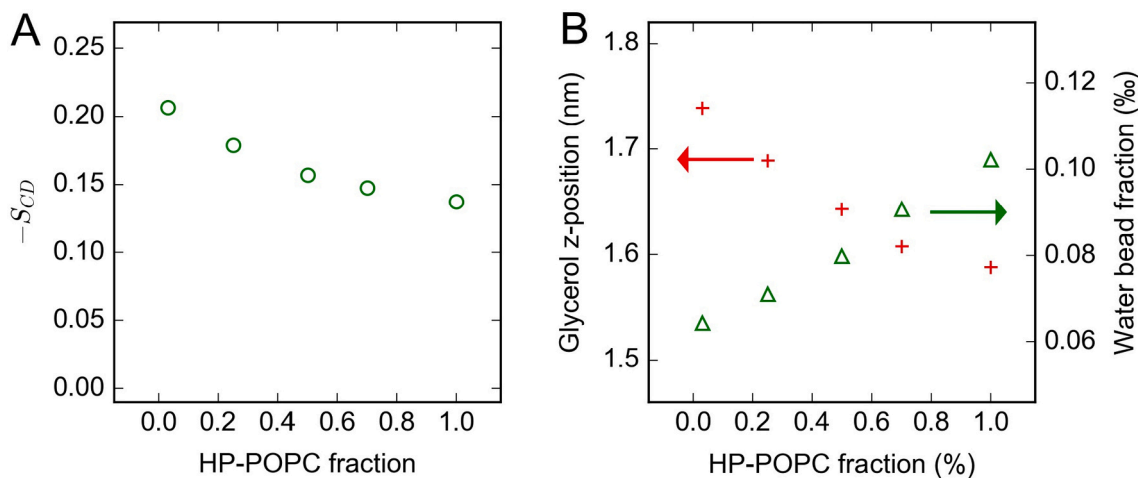 A
0.25
0.20
0.15
0.10
0.05
0.00
−S_CD
0.0 0.2 0.4 0.6 0.8 1.0
HP-POPC fraction
B
1.8
1.7
1.6
1.5
Glycerol z-position (nm)
0.12
0.10
0.08
0.06
Water bead fraction (‰)
0.0 0.2 0.4 0.6 0.8 1.0
HP-POPC fraction (%)